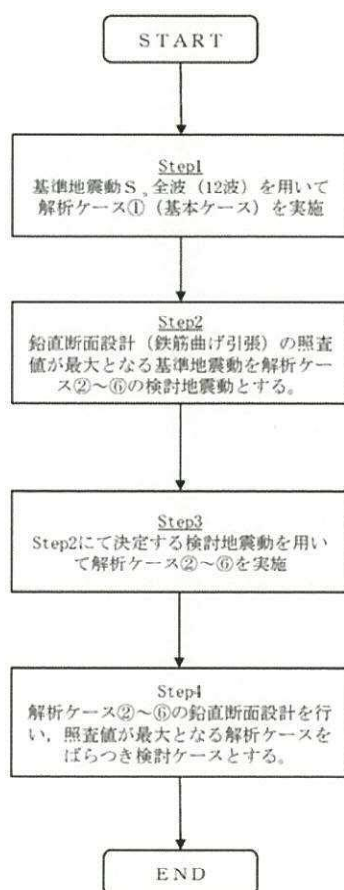 START
Step1
基準地震動Ss全波(12波)を用いて
解析ケース①(基本ケース)を実施
Step2
鉛直断面設計(鉄筋曲げ引張)の照査
値が最大となる基準地震動を解析ケー
ス②~⑥の検討地震動とする。
Step3
Step2にて決定する検討地震動を用い
て解析ケース②~⑥を実施
Step4
解析ケース②~⑥の鉛直断面設計を行
い，照査値が最大となる解析ケースを
ばらつき検討ケースとする。
END